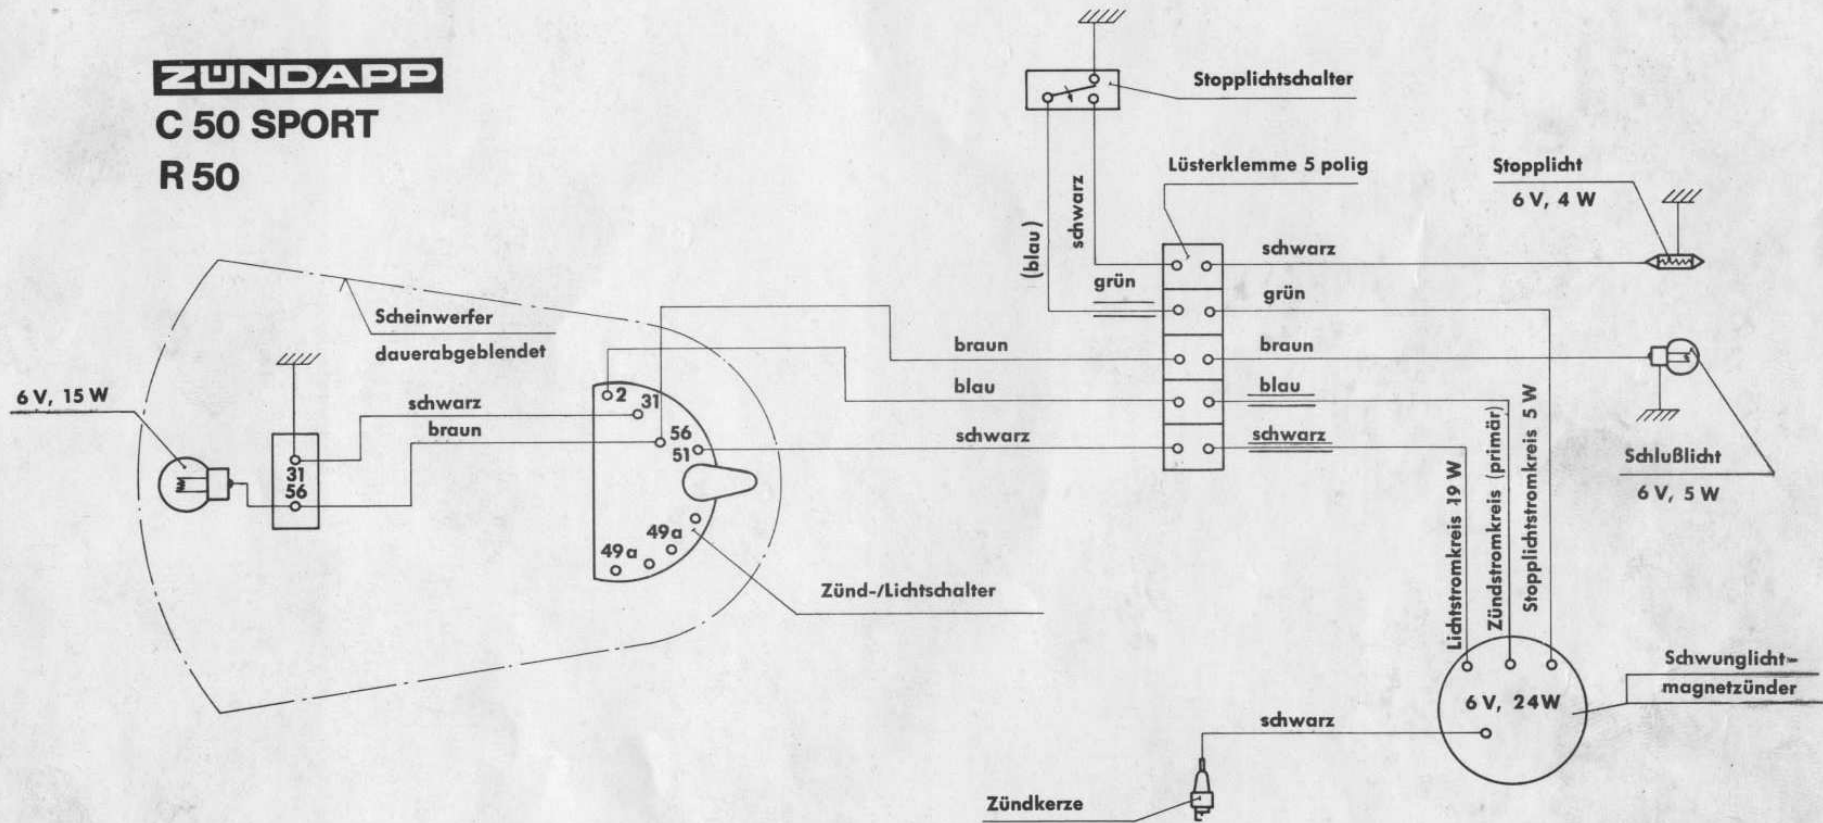 ZÜNDAPP
C 50 SPORT
R 50
Stopplichtschalter
Lüsterklemme 5 polig
Stopplicht
6 V, 4 W
(blau)
schwarz
schwarz
grün
grün
Scheinwerfer
dauerabgeblendet
braun
braun
blau
blau
6 V, 15 W
schwarz
braun
schwarz
schwarz
2
31
56
51
31
56
49a
49a
Zünd-/Lichtschalter
Schlußlicht
6 V, 5 W
Lichtstromkreis 19 W
Zündstromkreis (primär)
Stopplichtstromkreis 5 W
Schwunglicht-
magnetzünder
6 V, 24 W
schwarz
Zündkerze